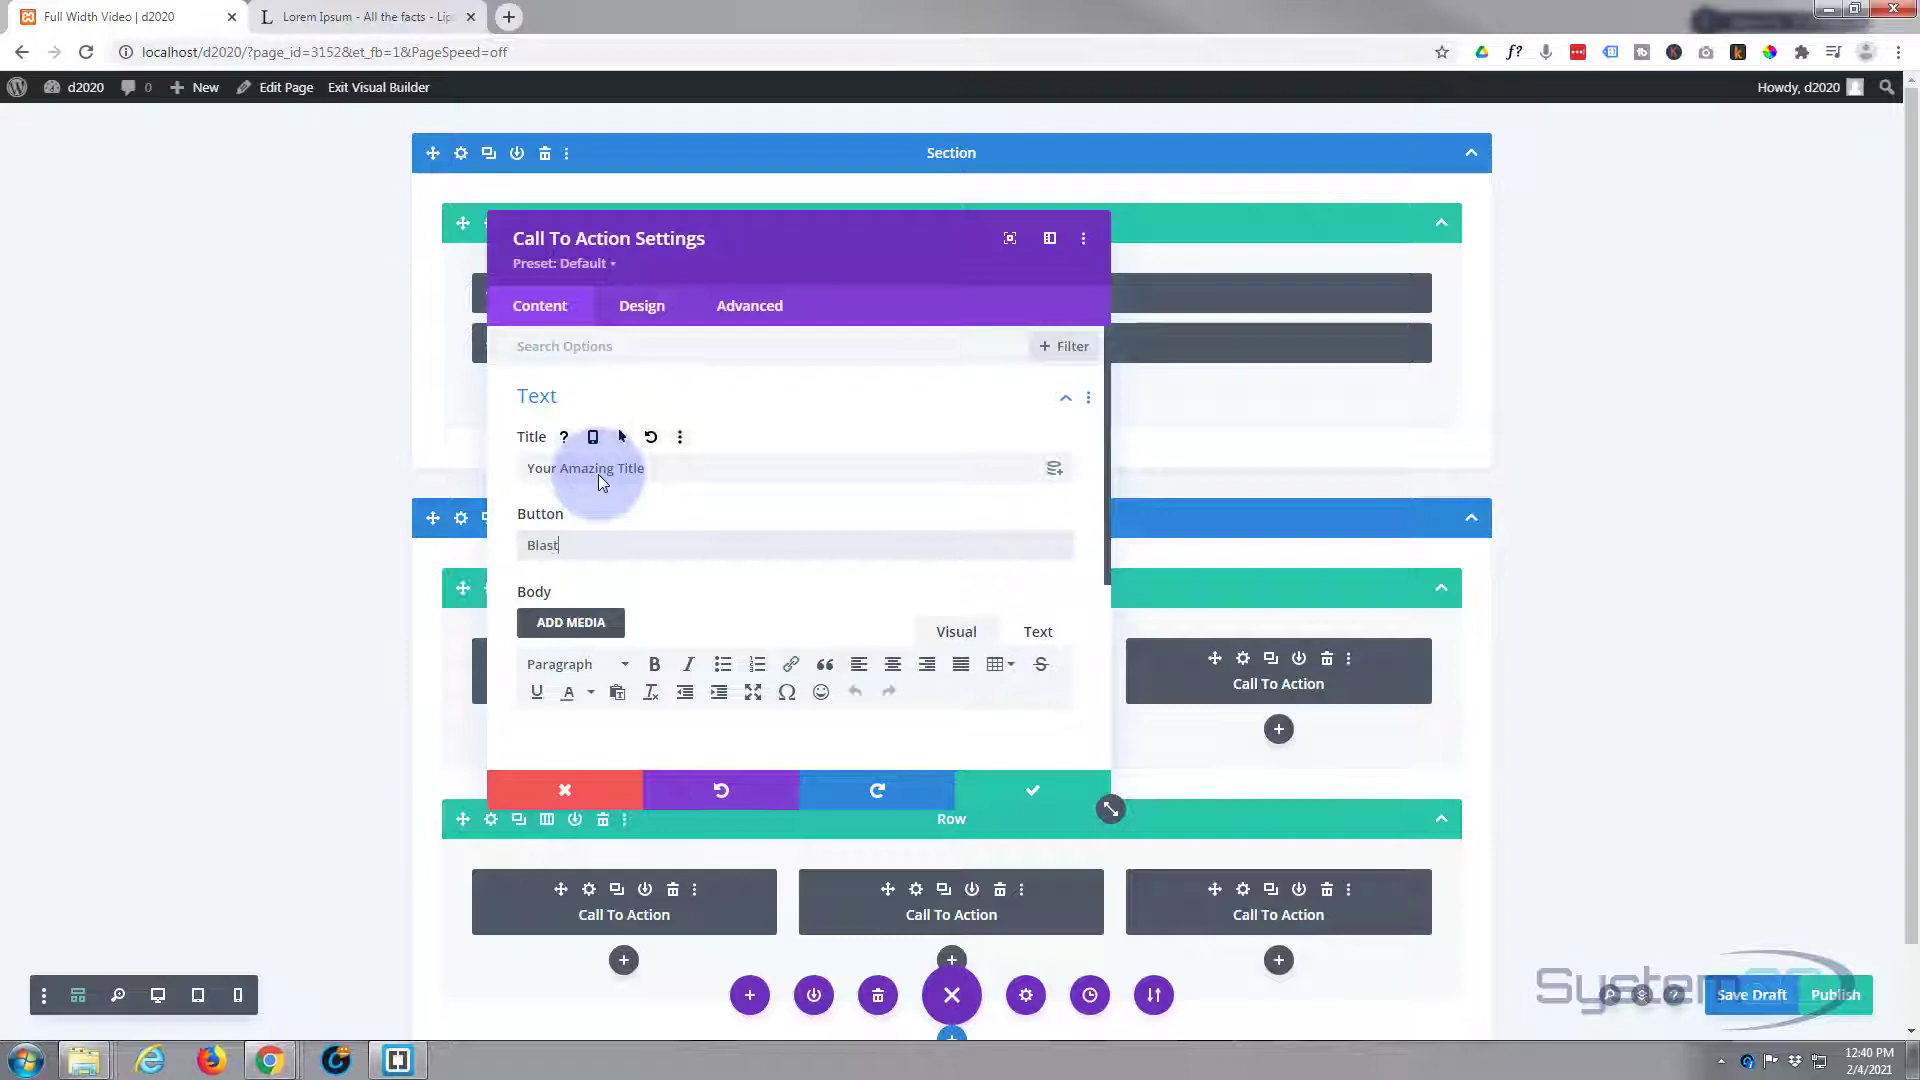 Full Width Video | d2020
Lorem Ipsum - All the facts - Lip
localhost/d2020/?page_id=3152&et_fb=1&PageSpeed=off
d2020
0
New
Edit Page
Exit Visual Builder
Howdy, d2020
Section
Call To Action Settings
Preset: Default
Content
Design
Advanced
Search Options
+ Filter
Text
Title
Your Amazing Title
Button
Blast
Body
ADD MEDIA
Visual
Text
Paragraph
Call To Action
Row
Call To Action
Call To Action
Call To Action
Save Draft
Publish
12:40 PM
2/4/2021